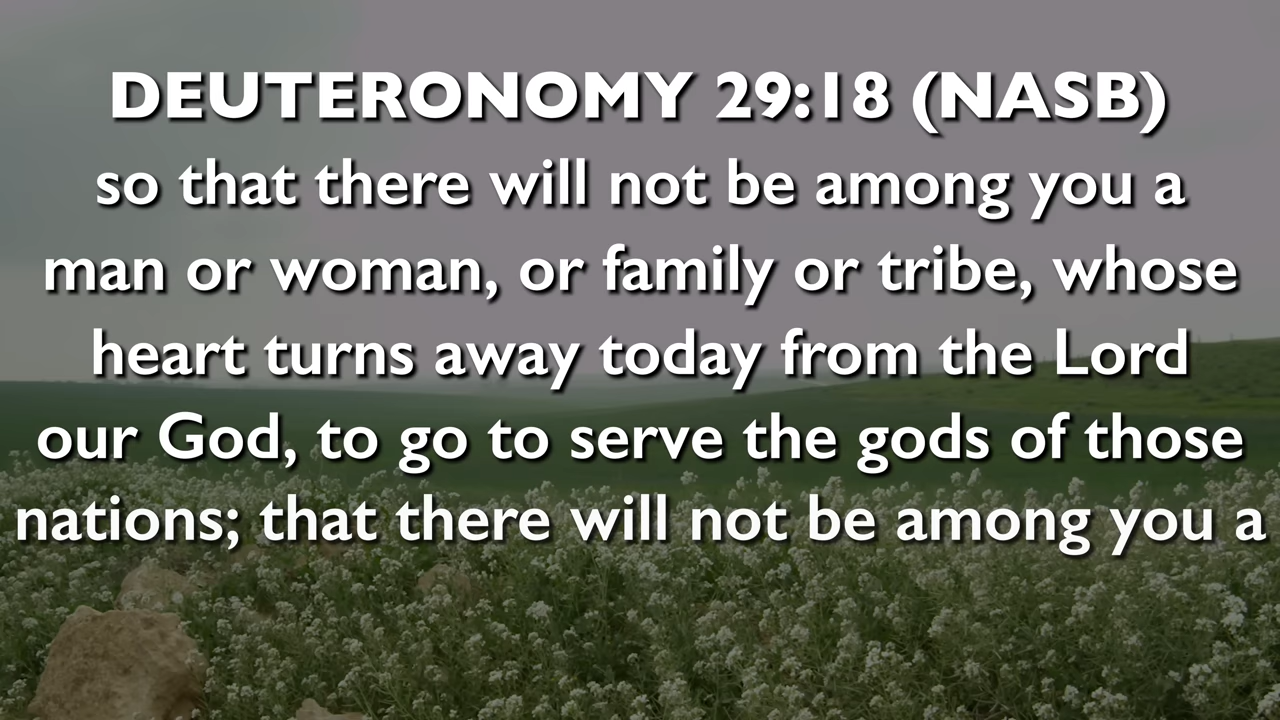 DEUTERONOMY 29:18 (NASB)
so that there will not be among you a
man or woman, or family or tribe, whose
heart turns away today from the Lord
our God, to go to serve the gods of those
nations; that there will not be among you a